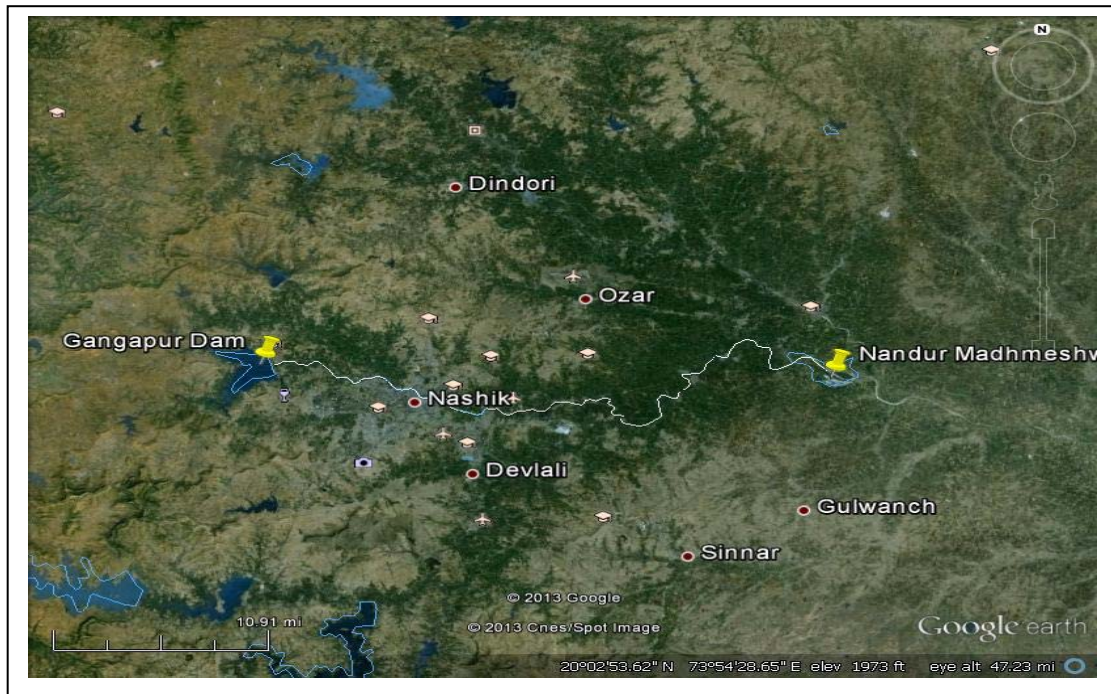 N
Dindori
Ozar
Gangapur Dam
Nandur Madhmeshw
Nashik
Devlali
Gulwanch
Sinnar
© 2013 Google
10.91 mi
© 2013 Cnes/Spot Image
Google earth
20°02'53.62" N 73°54'28.65" E elev 1973 ft eye alt 47.23 mi